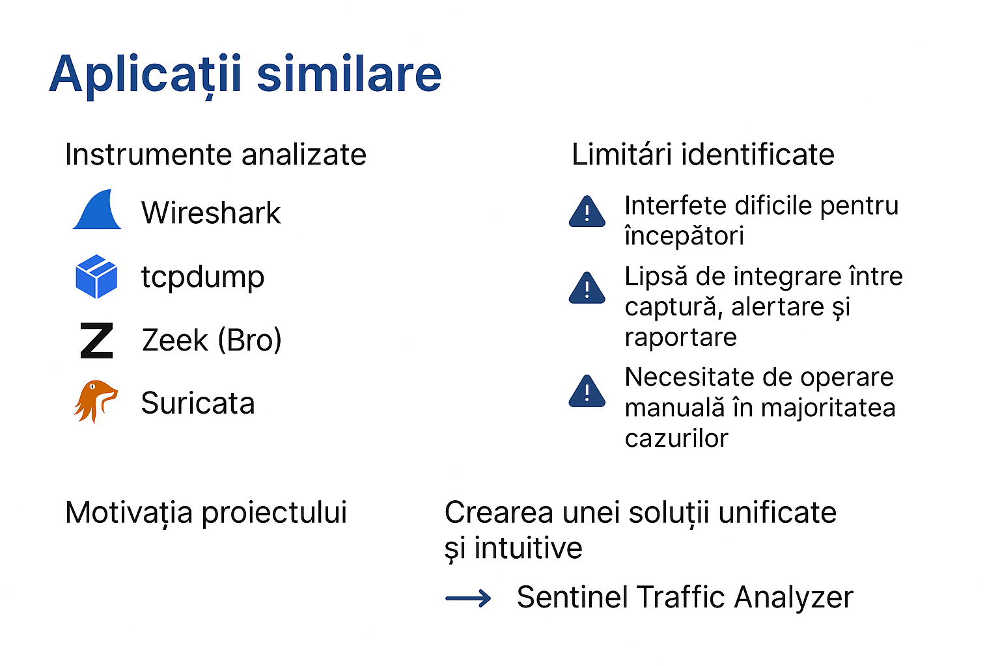 Aplicații similare
Instrumente analizate
Wireshark
tcpdump
Zeek (Bro)
Suricata
Limitári identificate
Interfete dificile pentru
începători
Lipsă de integrare între
captură, alertare și
raportare
Necesitate de operare
manuală în majoritatea
cazurilor
Motivația proiectului
Crearea unei soluții unificate
și intuitive
Sentinel Traffic Analyzer